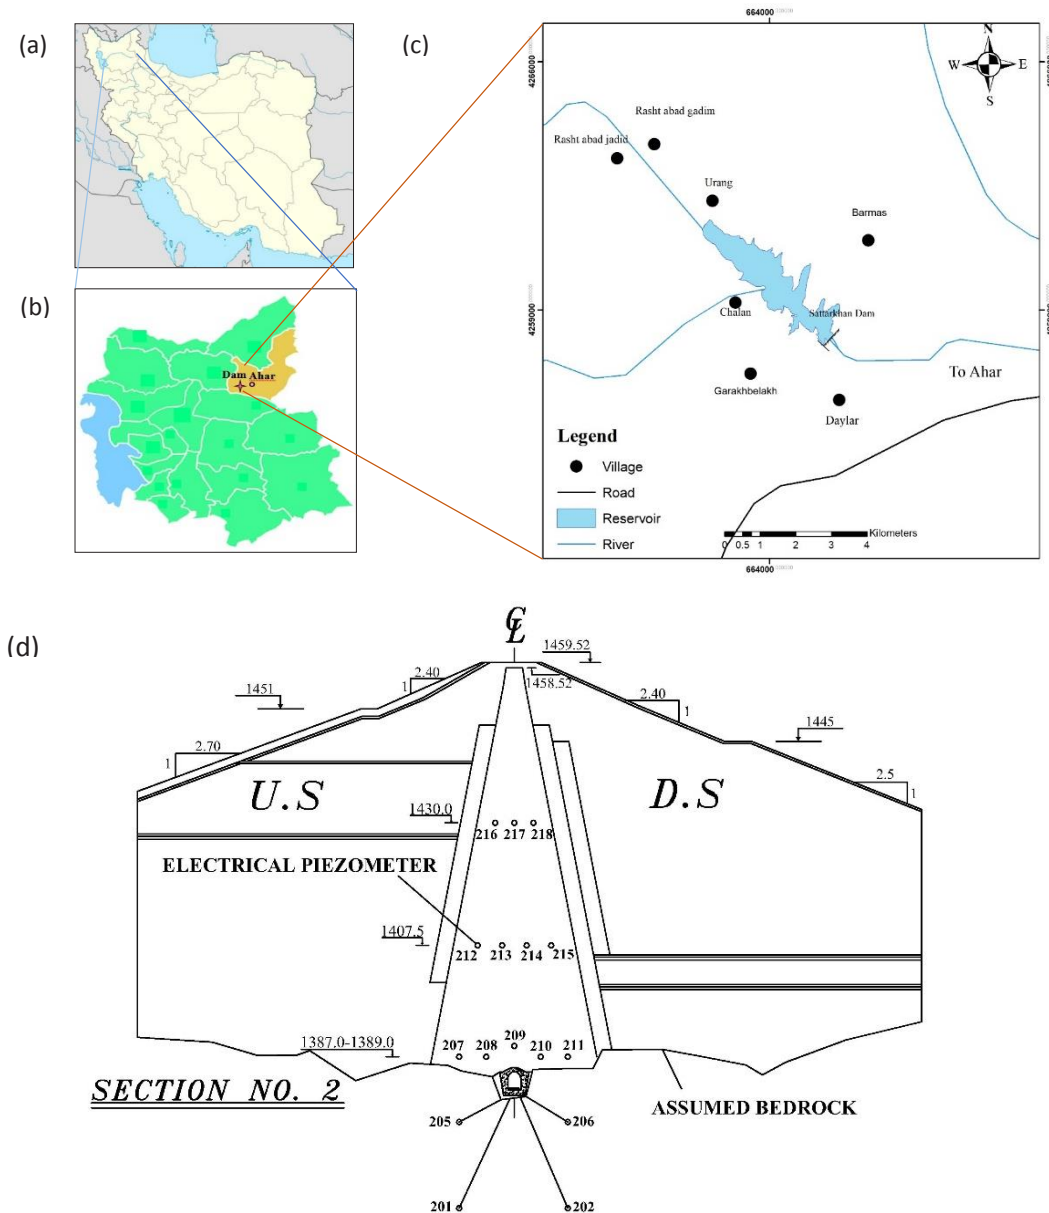 (a)
(b)
Dam Ahar
(c)
664000
4266000
N
W E
S
Rasht abad gadim
Rasht abad jadid
Urang
Barmas
4259000
Chalan
Sattarkhan Dam
To Ahar
Garakhbelakh
Daylar
Legend
Village
Road
Reservoir
River
Kilometers
0 0.5 1 2 3 4
664000
(d)
CL
1459.52
1458.52
2.40
1
1451
2.40
1
1445
2.70
1
2.5
1
U.S
D.S
1430.0
216 217 218
ELECTRICAL PIEZOMETER
1407.5
212 213 214 215
1387.0-1389.0
207 208 209 210 211
SECTION NO. 2
ASSUMED BEDROCK
205 206
201 202